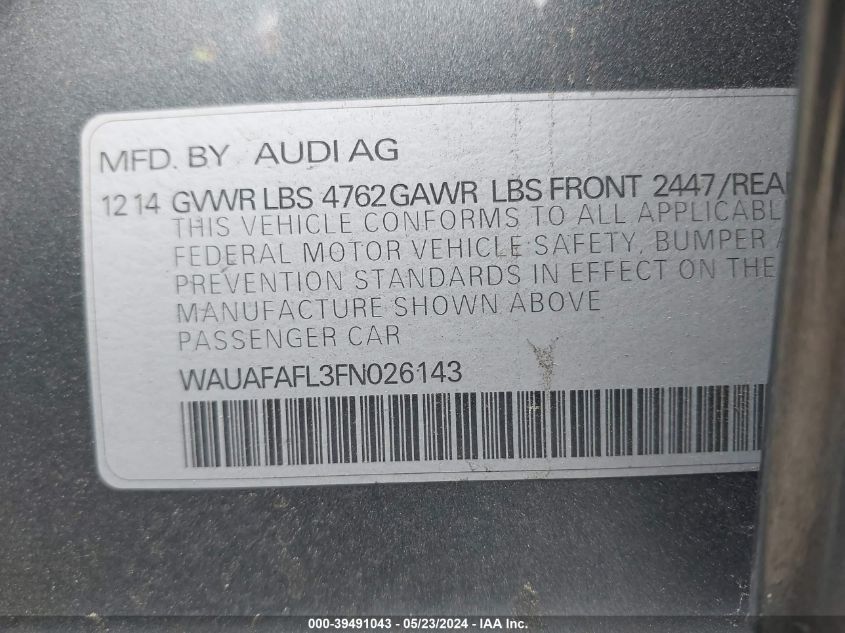 MFD. BY AUDI AG
12 14 GVWR LBS 4762 GAWR LBS FRONT 2447/REA
THIS VEHICLE CONFORMS TO ALL APPLICABL
FEDERAL MOTOR VEHICLE SAFETY, BUMPER A
PREVENTION STANDARDS IN EFFECT ON THE
MANUFACTURE SHOWN ABOVE
PASSENGER CAR
WAUAFAFL3FN026143
000-39491043 / 05/23/2024 - IAA Inc.